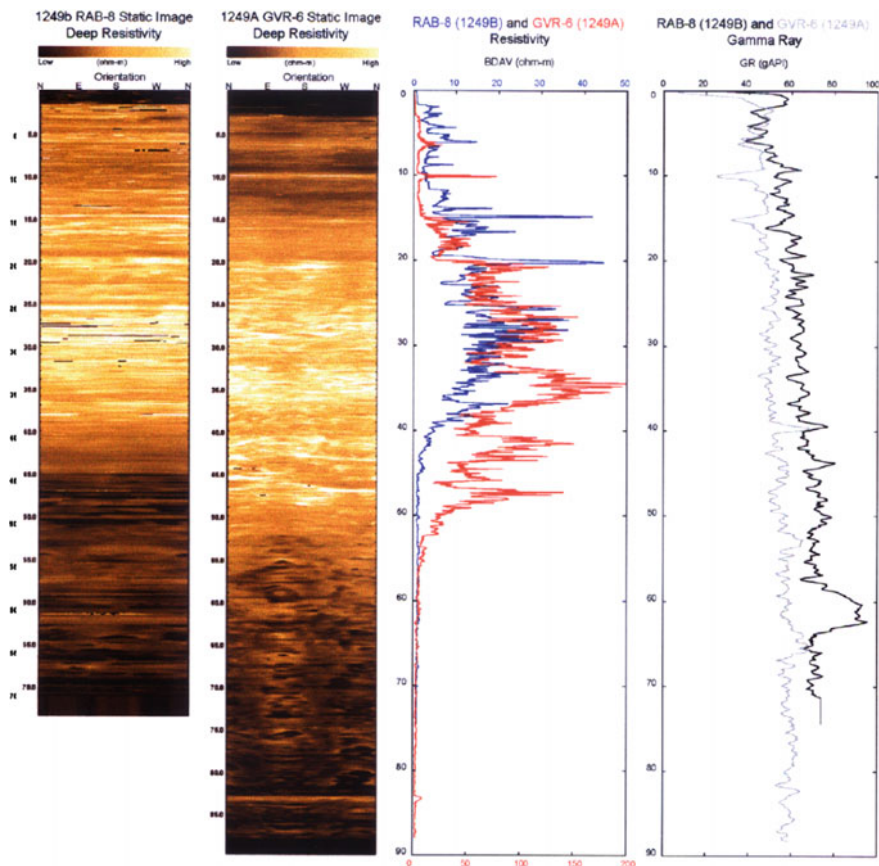 1249b RAB-8 Static Image
Deep Resistivity
Low (ohm-m) High
Orientation
N E S W N
1249A GVR-6 Static Image
Deep Resistivity
Low (ohm-m) High
Orientation
N E S W N
RAB-8 (1249B) and GVR-6 (1249A)
Resistivity
BDAV (ohm-m)
0 10 20 30 40 50
0
10
20
30
40
50
60
70
80
90
0 50 100 150 200
RAB-8 (1249B) and GVR-6 (1249A)
Gamma Ray
GR (gAPI)
20 40 60 80 100
0
10
20
30
40
50
60
70
80
90